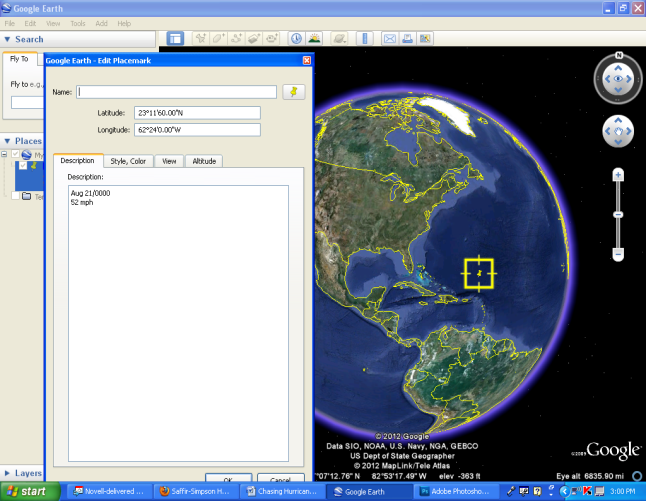 Google Earth
File Edit View Tools Add Help
Search
Fly To
Fly to e.g.,
Places
My
Ten
Layers
Google Earth - Edit Placemark
Name:
Latitude: 23°11'60.00"N
Longitude: 62°24'0.00"W
Description Style, Color View Altitude
Description:
Aug 21/0000
52 mph
OK Cancel
N
© 2012 Google
Data SIO, NOAA, U.S. Navy, NGA, GEBCO
US Dept of State Geographer
© 2012 MapLink/Tele Atlas
©2009 Google
°07'12.76" N 82°53'17.49" W elev -363 ft Eye alt 6835.90 mi
start Novell-delivered ... Saffir-Simpson H... Chasing Hurrican... Google Earth Adobe Photosho... 3:00 PM